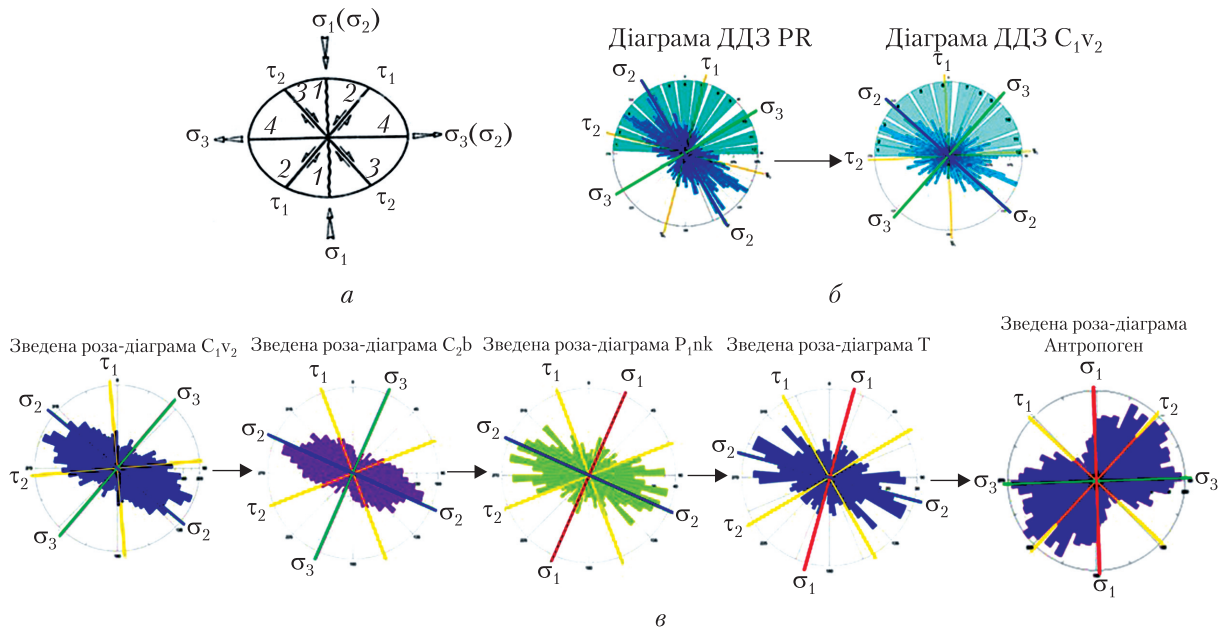 σ₁(σ₂)
τ₂ τ₁
3 1 2
σ₃ 4 4 σ₃(σ₂)
2 1 3
τ₁ τ₂
σ₁
а
Діаграма ДДЗ PR
σ₂ τ₁
σ₃
τ₂
σ₃
σ₂
Діаграма ДДЗ C₁v₂
τ₁
σ₂ σ₃
τ₂
σ₃ σ₂
б
Зведена роза-діаграма C₁v₂
τ₁
σ₂ σ₃
τ₂
σ₃ σ₂
Зведена роза-діаграма C₂b
τ₁ σ₃
σ₂
τ₂ σ₂
σ₃
Зведена роза-діаграма P₁nk
τ₁ σ₁
σ₂
τ₂ σ₂
σ₁
Зведена роза-діаграма T
τ₁ σ₁
σ₂
σ₂
τ₂
σ₁
Зведена роза-діаграма
Антропоген
σ₁
τ₁ τ₂
σ₃ σ₃
σ₁
в